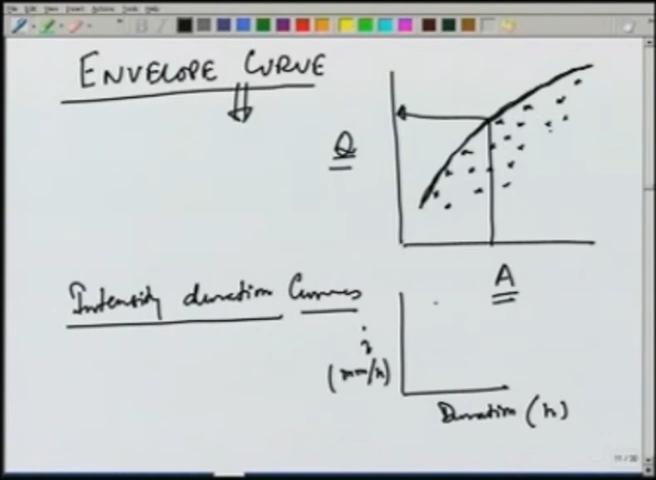 ENVELOPE CURVE
Q
A
Intensity duration Curves
i
(mm/h)
Duration (h)